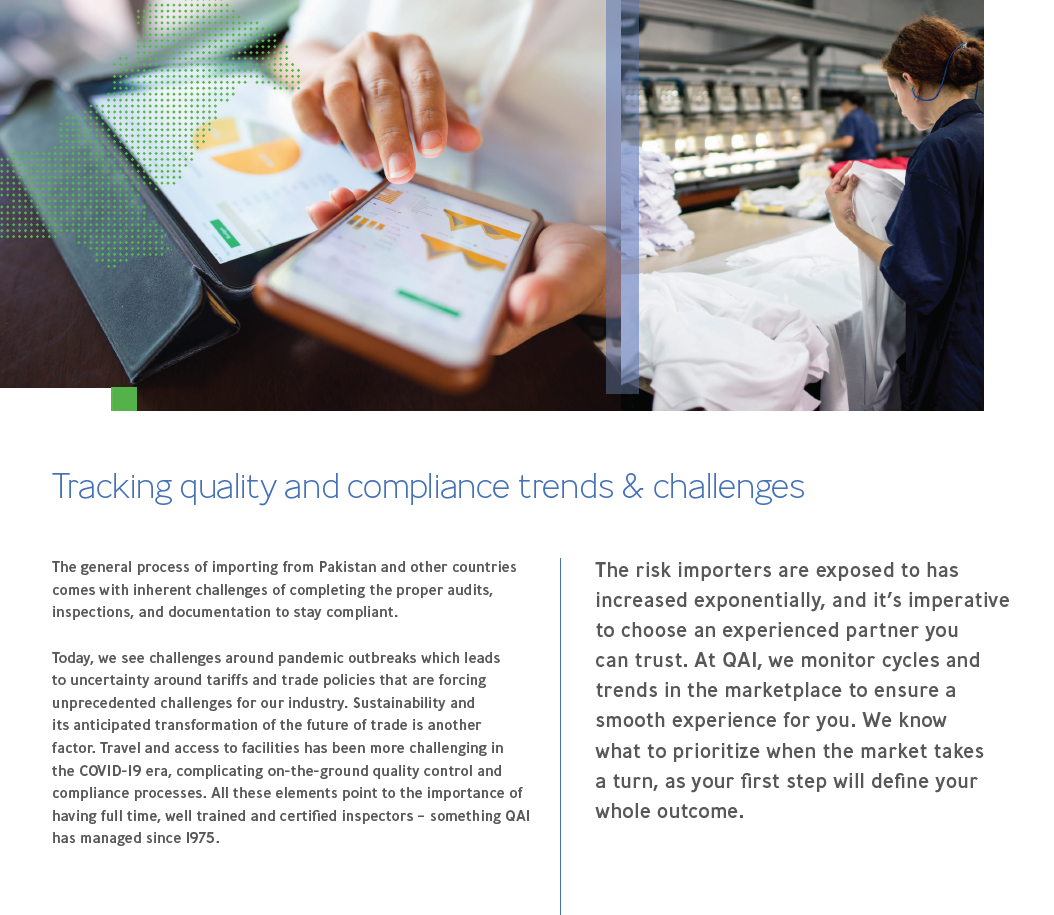 Tracking quality and compliance trends & challenges
The general process of importing from Pakistan and other countries
comes with inherent challenges of completing the proper audits,
inspections, and documentation to stay compliant.
Today, we see challenges around pandemic outbreaks which leads
to uncertainty around tariffs and trade policies that are forcing
unprecedented challenges for our industry. Sustainability and
its anticipated transformation of the future of trade is another
factor. Travel and access to facilities has been more challenging in
the COVID-19 era, complicating on-the-ground quality control and
compliance processes. All these elements point to the importance of
having full time, well trained and certified inspectors – something QAI
has managed since 1975.
The risk importers are exposed to has
increased exponentially, and it’s imperative
to choose an experienced partner you
can trust. At QAI, we monitor cycles and
trends in the marketplace to ensure a
smooth experience for you. We know
what to prioritize when the market takes
a turn, as your first step will define your
whole outcome.